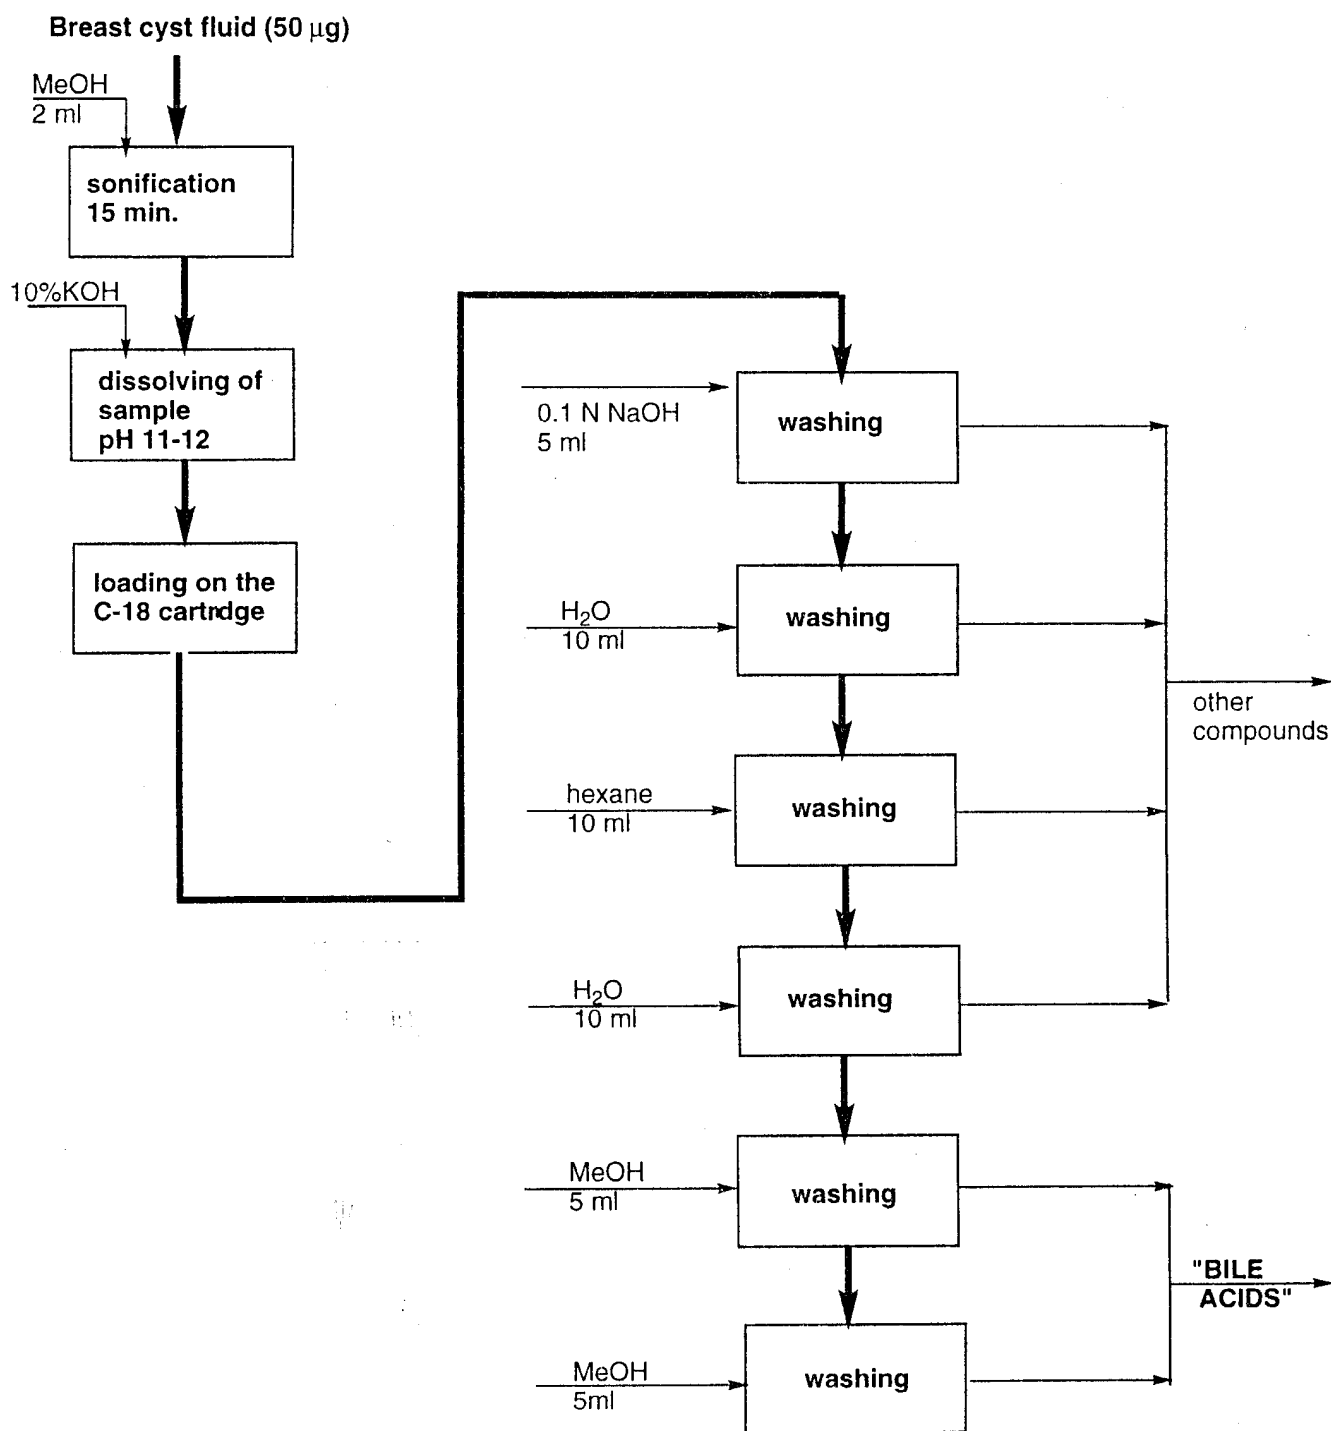 Breast cyst fluid (50 µg)
MeOH
2 ml
sonification
15 min.
10%KOH
dissolving of
sample
pH 11-12
loading on the
C-18 cartridge
0.1 N NaOH
5 ml
washing
H₂O
10 ml
washing
other
compounds
hexane
10 ml
washing
H₂O
10 ml
washing
MeOH
5 ml
washing
"BILE
ACIDS"
MeOH
5ml
washing